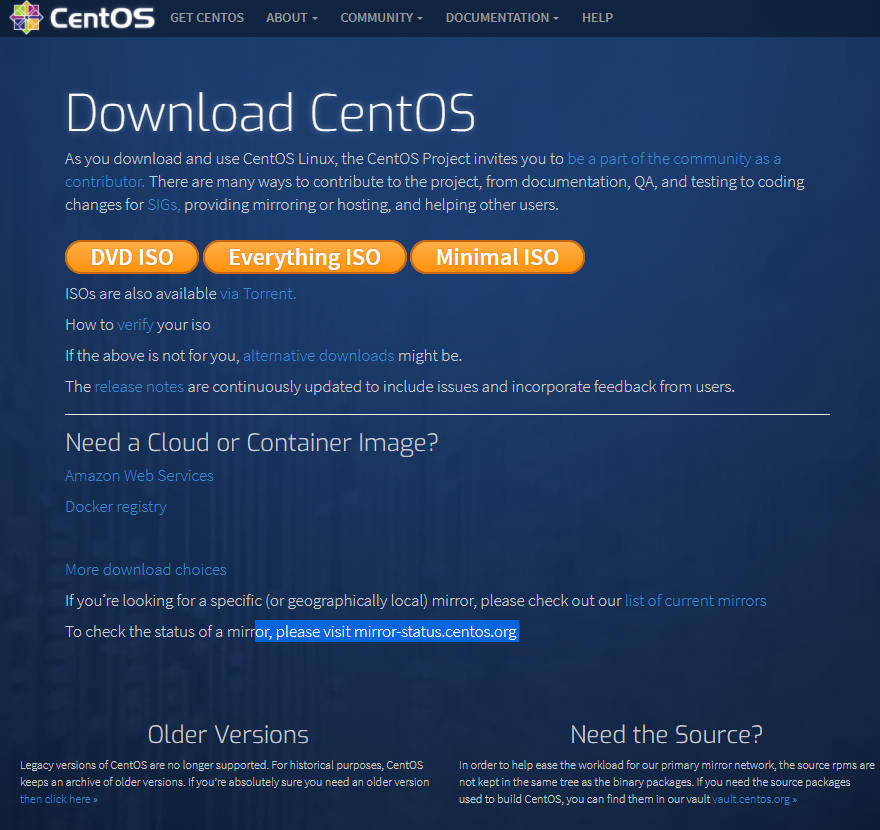 CentOS GET CENTOS ABOUT COMMUNITY DOCUMENTATION HELP
Download CentOS
As you download and use CentOS Linux, the CentOS Project invites you to be a part of the community as a
contributor. There are many ways to contribute to the project, from documentation, QA, and testing to coding
changes for SIGs, providing mirroring or hosting, and helping other users.
DVD ISO Everything ISO Minimal ISO
ISOs are also available via Torrent.
How to verify your iso
If the above is not for you, alternative downloads might be.
The release notes are continuously updated to include issues and incorporate feedback from users.
Need a Cloud or Container Image?
Amazon Web Services
Docker registry
More download choices
If you’re looking for a specific (or geographically local) mirror, please check out our list of current mirrors
To check the status of a mirror, please visit mirror-status.centos.org
Older Versions
Legacy versions of CentOS are no longer supported. For historical purposes, CentOS
keeps an archive of older versions. If you’re absolutely sure you need an older version
then click here »
Need the Source?
In order to help ease the workload for our primary mirror network, the source rpms are
not kept in the same tree as the binary packages. If you need the source packages
used to build CentOS, you can find them in our vault vault.centos.org »